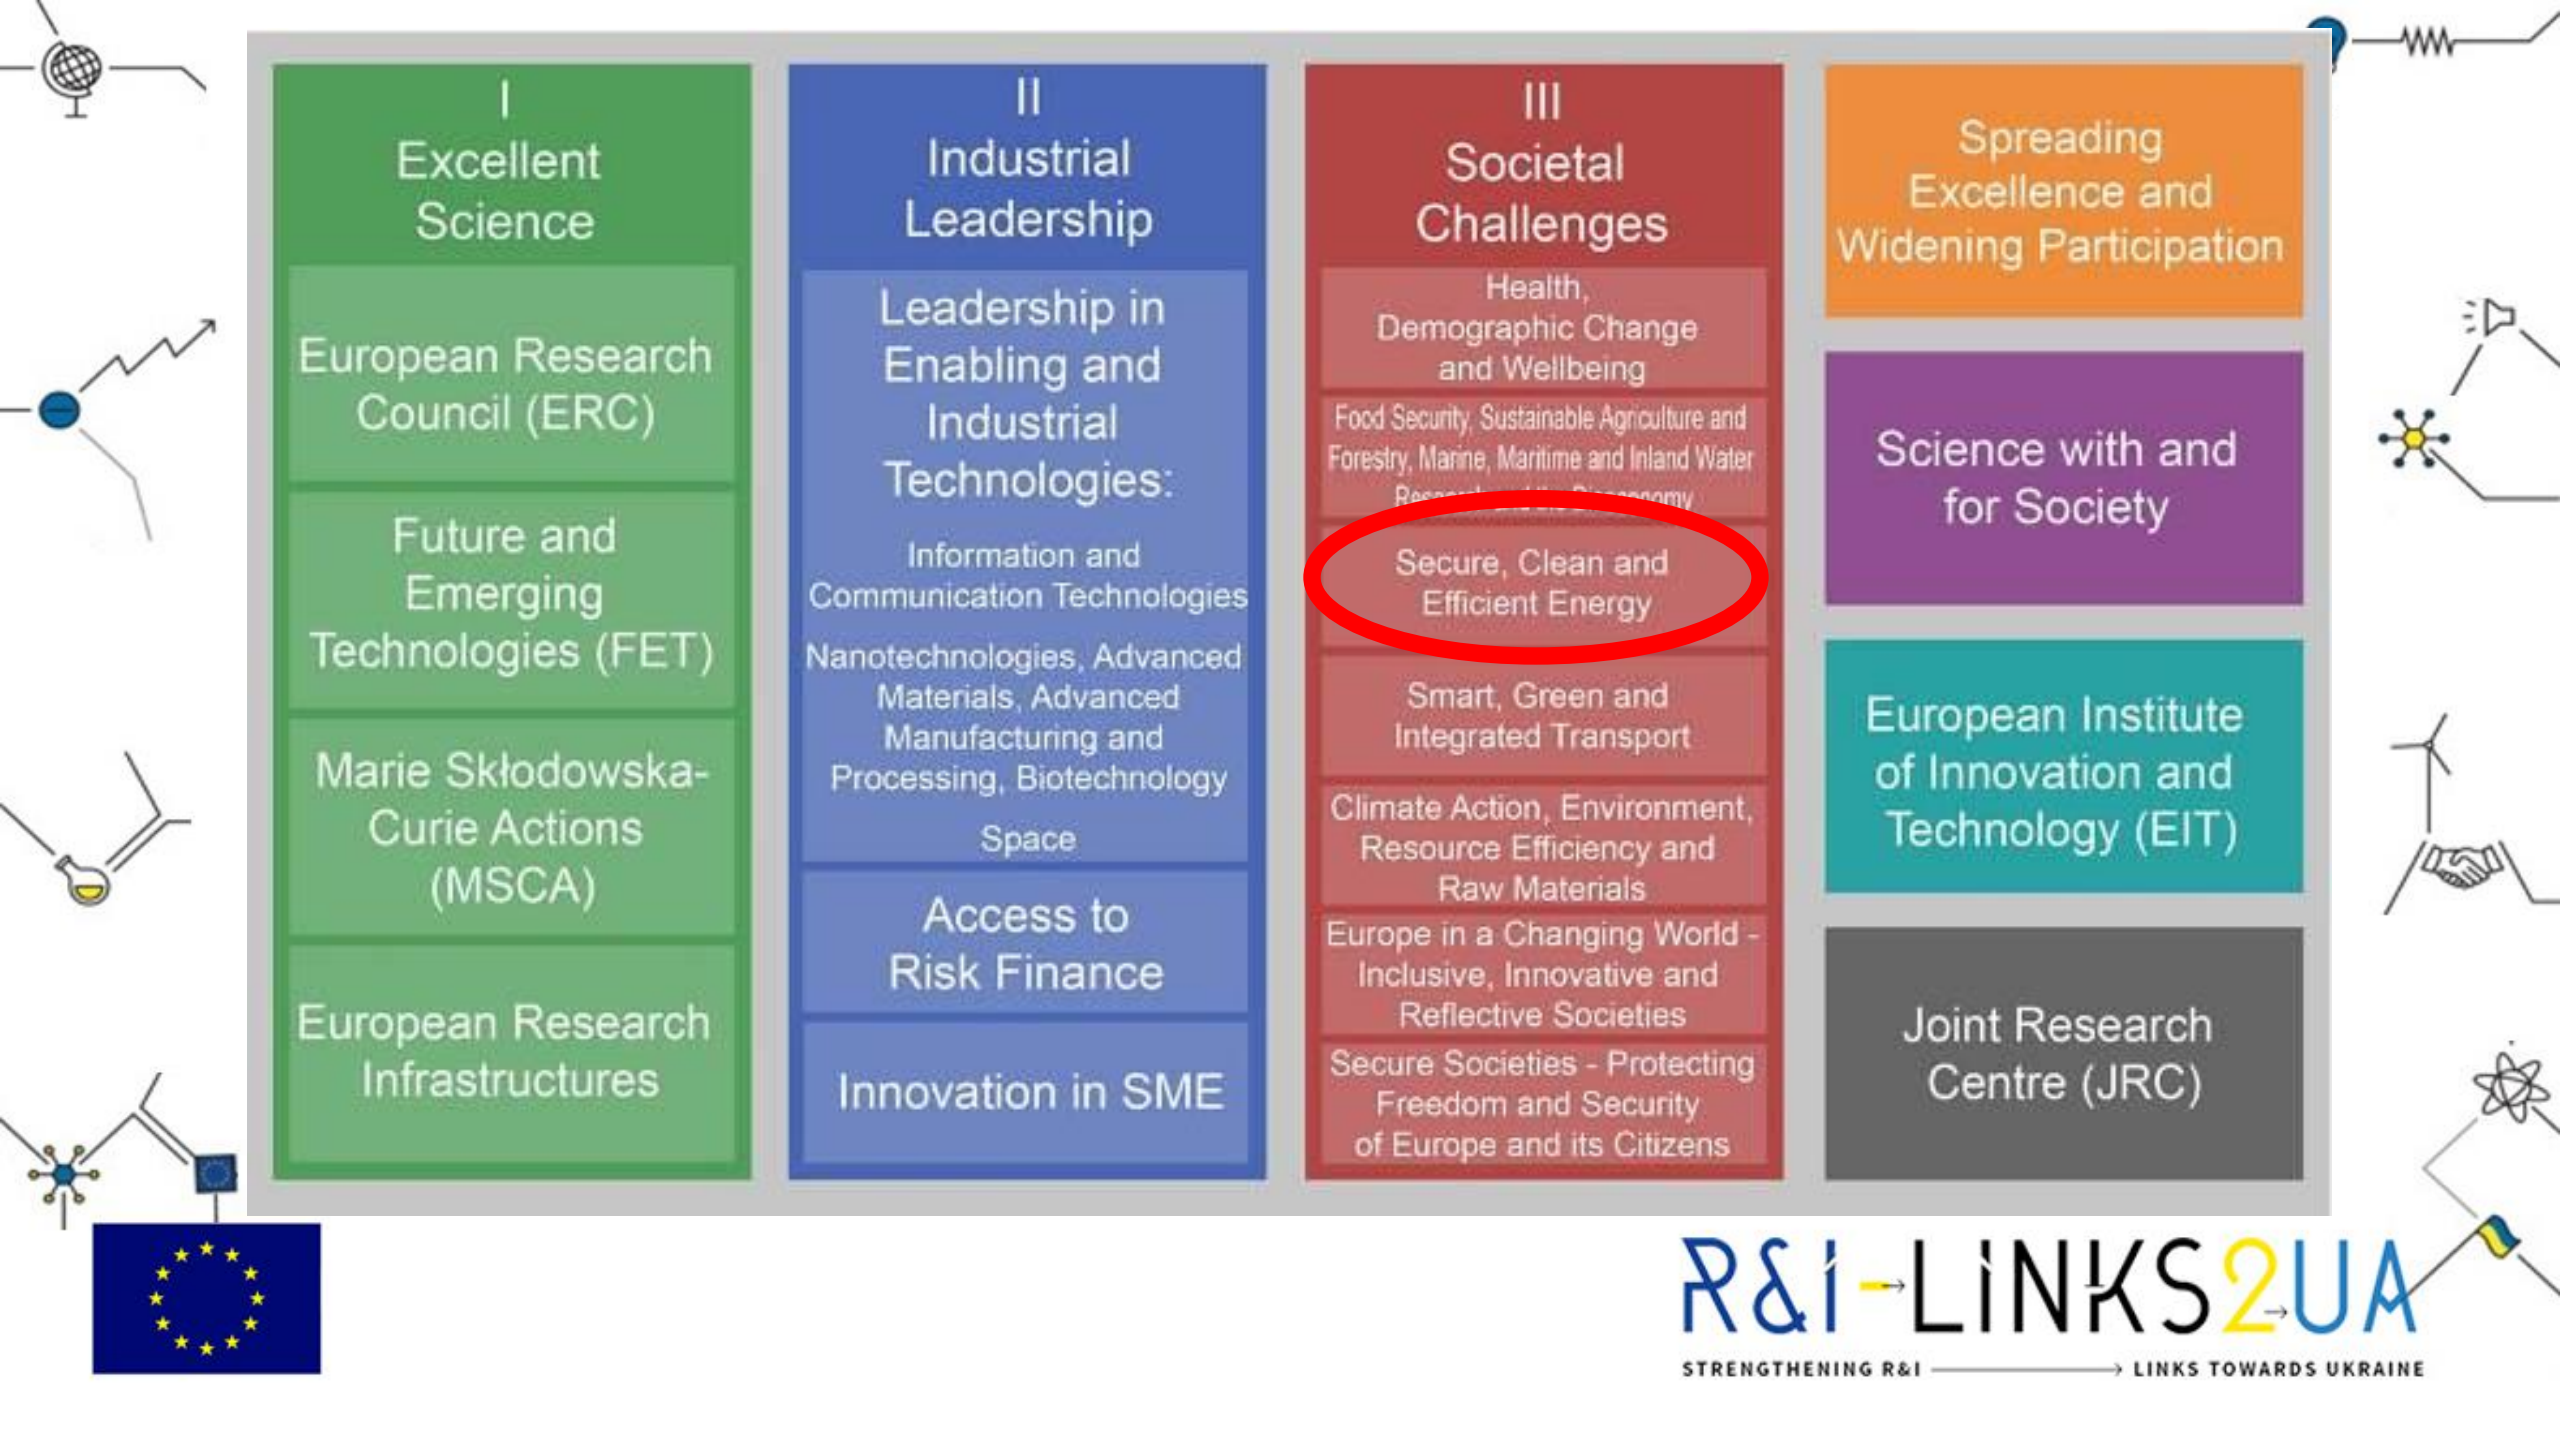 I
Excellent
Science
European Research
Council (ERC)
Future and
Emerging
Technologies (FET)
Marie Skłodowska-
Curie Actions
(MSCA)
European Research
Infrastructures
II
Industrial
Leadership
Leadership in
Enabling and
Industrial
Technologies:
Information and
Communication Technologies
Nanotechnologies, Advanced
Materials, Advanced
Manufacturing and
Processing, Biotechnology
Space
Access to
Risk Finance
Innovation in SME
III
Societal
Challenges
Health,
Demographic Change
and Wellbeing
Food Security, Sustainable Agriculture and
Forestry, Marine, Maritime and Inland Water
Research and the Bioeconomy
Secure, Clean and
Efficient Energy
Smart, Green and
Integrated Transport
Climate Action, Environment,
Resource Efficiency and
Raw Materials
Europe in a Changing World -
Inclusive, Innovative and
Reflective Societies
Secure Societies - Protecting
Freedom and Security
of Europe and its Citizens
Spreading
Excellence and
Widening Participation
Science with and
for Society
European Institute
of Innovation and
Technology (EIT)
Joint Research
Centre (JRC)
R&I-LINKS2UA
STRENGTHENING R&I LINKS TOWARDS UKRAINE